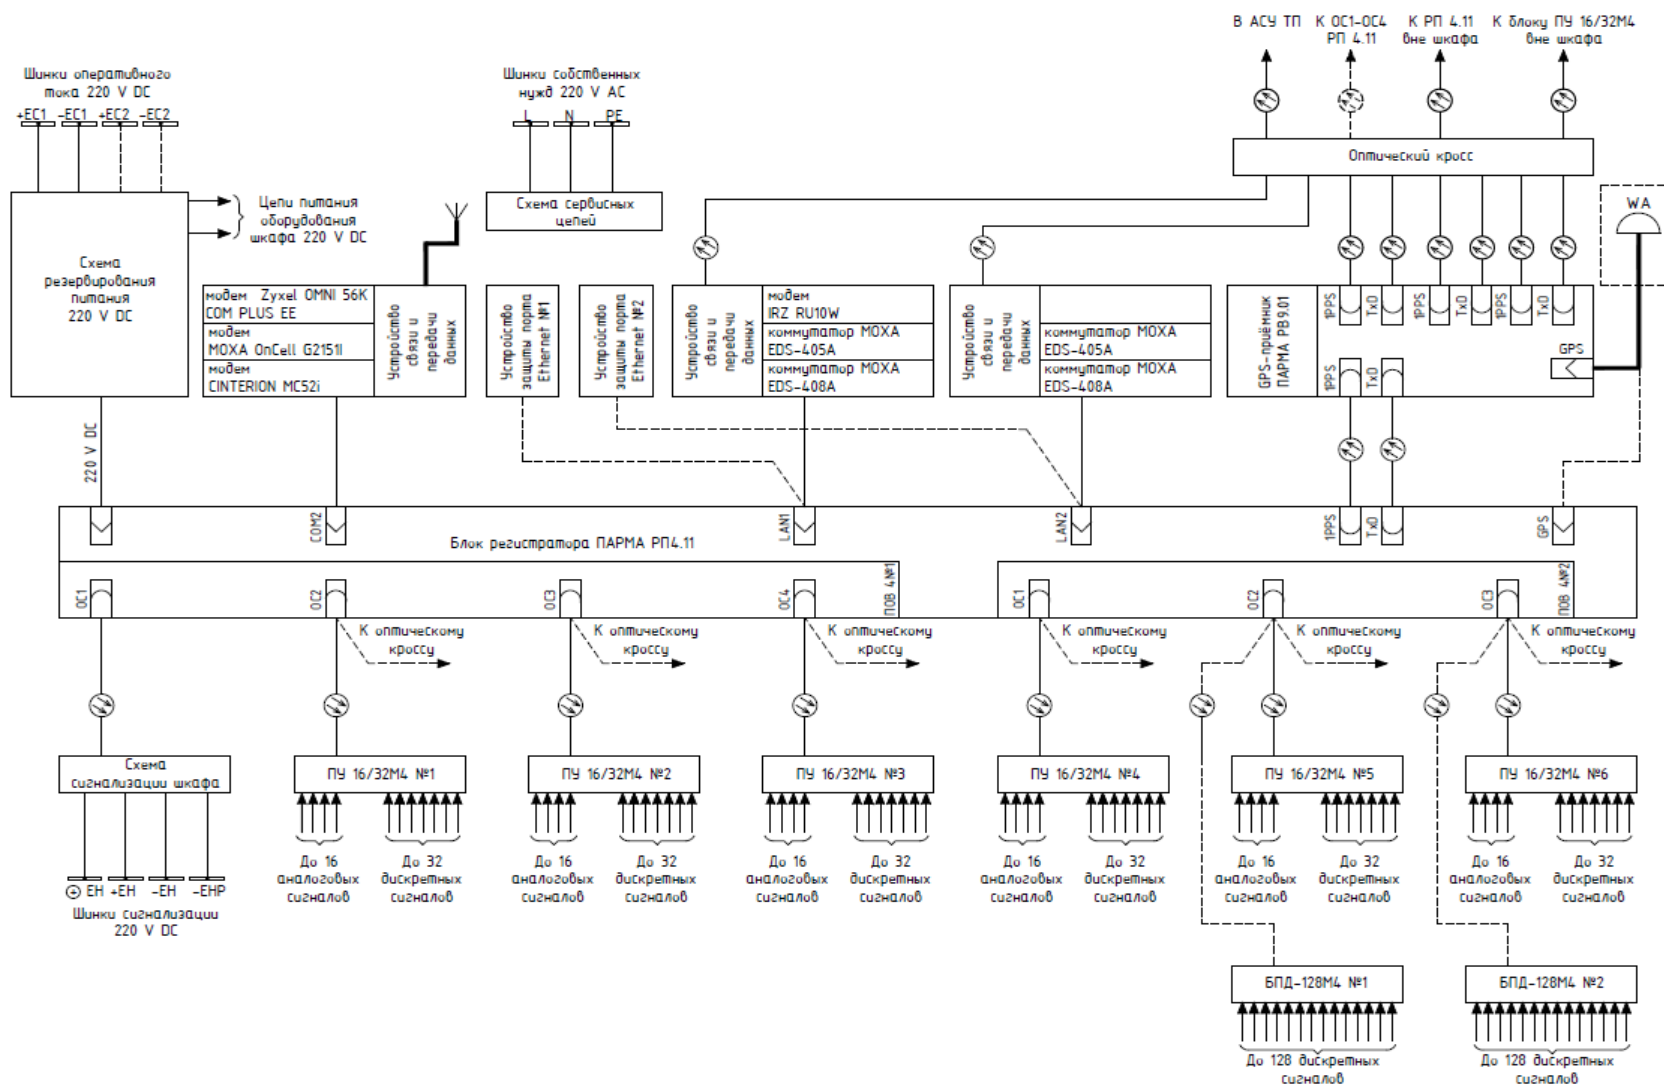 В АСУ ТП
К ОС1-ОС4
РП 4.11
К РП 4.11
вне шкафа
К блоку ПУ 16/32М4
вне шкафа
Шинки оперативного
тока 220 V DC
+ЕС1
-ЕС1
+ЕС2
-ЕС2
Шинки собственных
нужд 220 V AC
L
N
PE
Оптический кросс
Схема
резервирования
питания
220 V DC
Цепи питания
оборудования
шкафа 220 V DC
Схема сервисных
цепей
WA
модем Zyxel OMNI 56K
COM PLUS EE
модем
MOXA OnCell G2151I
модем
CINTERION MC52i
Устройство
связи и
передачи
данных
Устройство
защиты порта
Ethernet №1
Устройство
защиты порта
Ethernet №2
Устройство
связи и
передачи
данных
модем
IRZ RU10W
коммутатор MOXA
EDS-405A
коммутатор MOXA
EDS-408A
Устройство
связи и
передачи
данных
коммутатор MOXA
EDS-405A
коммутатор MOXA
EDS-408A
GPS-приёмник
ПАРМА РВ9.01
1PPS
TxD
1PPS
TxD
1PPS
TxD
1PPS
TxD
GPS
220 V DC
COM2
LAN1
LAN2
1PPS
TxD
GPS
Блок регистратора ПАРМА РП4.11
ОС1
ОС2
ОС3
ОС4
ПОВ 4№1
ОС1
ОС2
ОС3
ПОВ 4№2
К оптическому
кроссу
К оптическому
кроссу
К оптическому
кроссу
К оптическому
кроссу
К оптическому
кроссу
К оптическому
кроссу
Схема
сигнализации шкафа
ПУ 16/32М4 №1
ПУ 16/32М4 №2
ПУ 16/32М4 №3
ПУ 16/32М4 №4
ПУ 16/32М4 №5
ПУ 16/32М4 №6
До 16
аналоговых
сигналов
До 32
дискретных
сигналов
До 16
аналоговых
сигналов
До 32
дискретных
сигналов
До 16
аналоговых
сигналов
До 32
дискретных
сигналов
До 16
аналоговых
сигналов
До 32
дискретных
сигналов
До 16
аналоговых
сигналов
До 32
дискретных
сигналов
До 16
аналоговых
сигналов
До 32
дискретных
сигналов
ЕН
+ЕН
-ЕН
-ЕНР
Шинки сигнализации
220 V DC
БПД-128М4 №1
БПД-128М4 №2
До 128 дискретных
сигналов
До 128 дискретных
сигналов